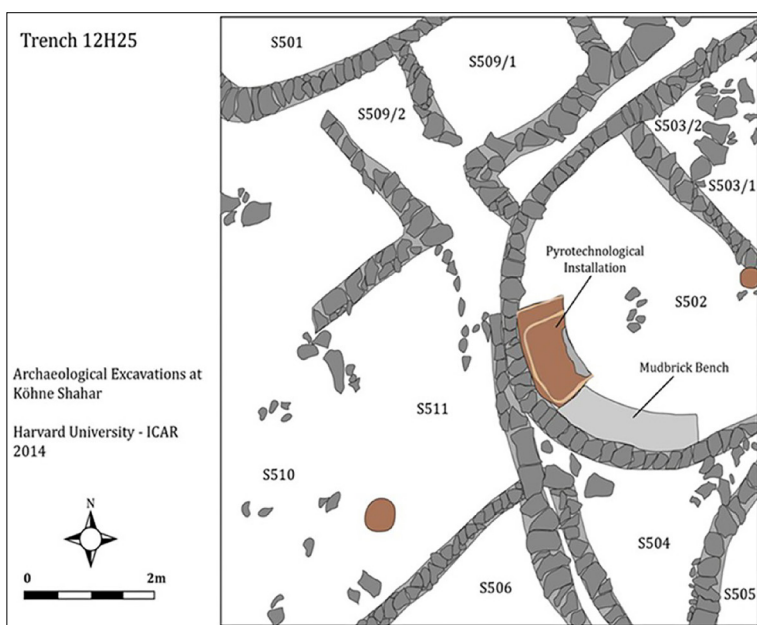 Trench 12H25
S501
S509/1
S509/2
S503/2
S503/1
Pyrotechnological
Installation
S502
Mudbrick Bench
Archaeological Excavations at
Köhne Shahar
S511
Harvard University - ICAR
2014
S510
N
S504
S506
S505
0 2m